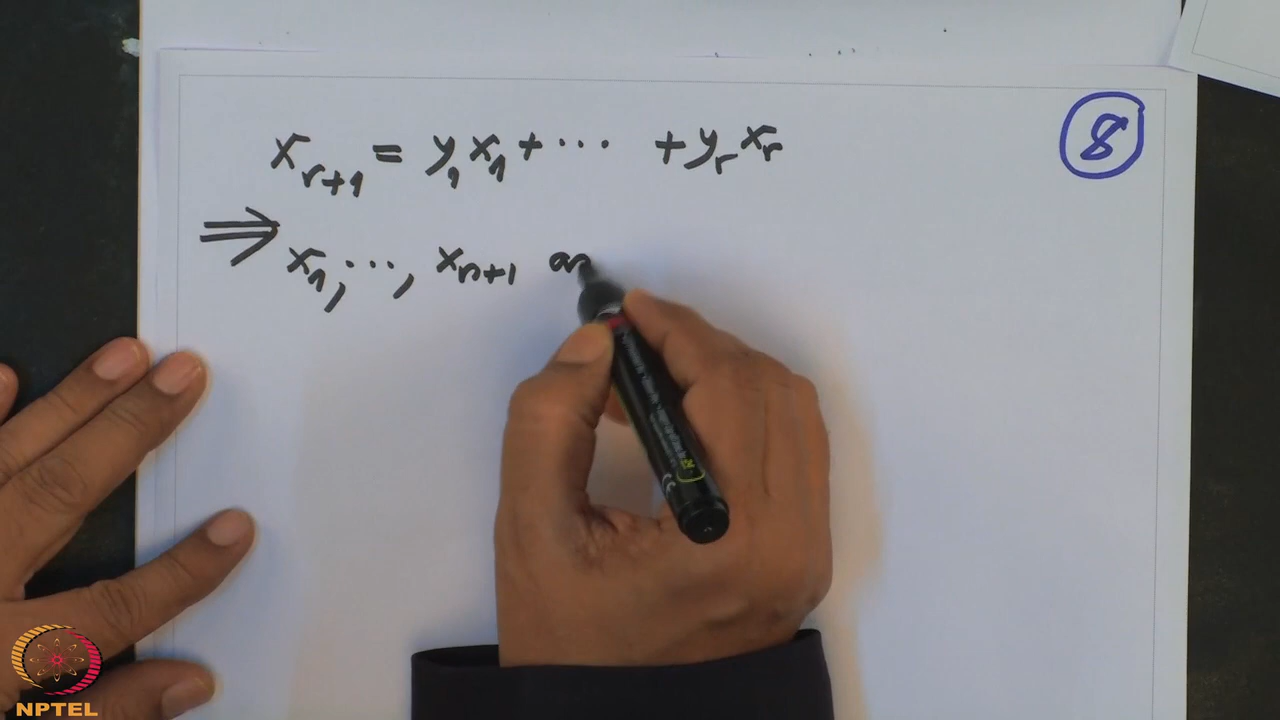 8
x_{r+1} = y_1 x_1 + ⋯ + y_r x_r
⇒ x_1, ⋯, x_{n+1} a
NPTEL